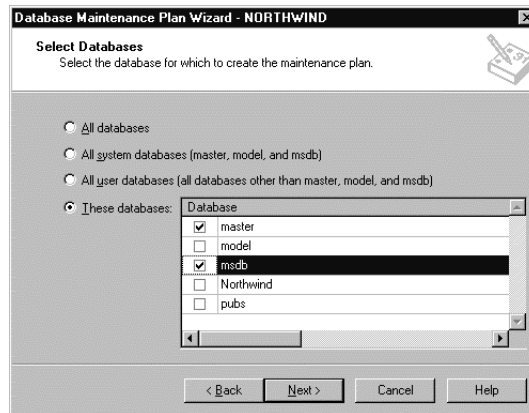 Database Maintenance Plan Wizard - NORTHWIND
Select Databases
Select the database for which to create the maintenance plan.
All databases
All system databases (master, model, and msdb)
All user databases (all databases other than master, model, and msdb)
These databases:
Database
master
model
msdb
Northwind
pubs
< Back Next > Cancel Help